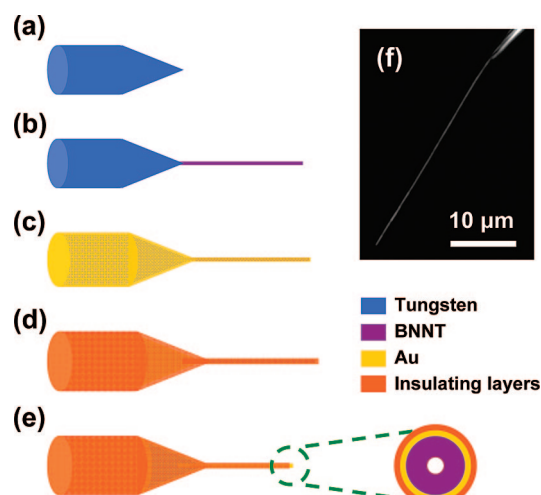 (a)
(b)
(c)
(d)
(e)
(f)
10 µm
Tungsten
BNNT
Au
Insulating layers